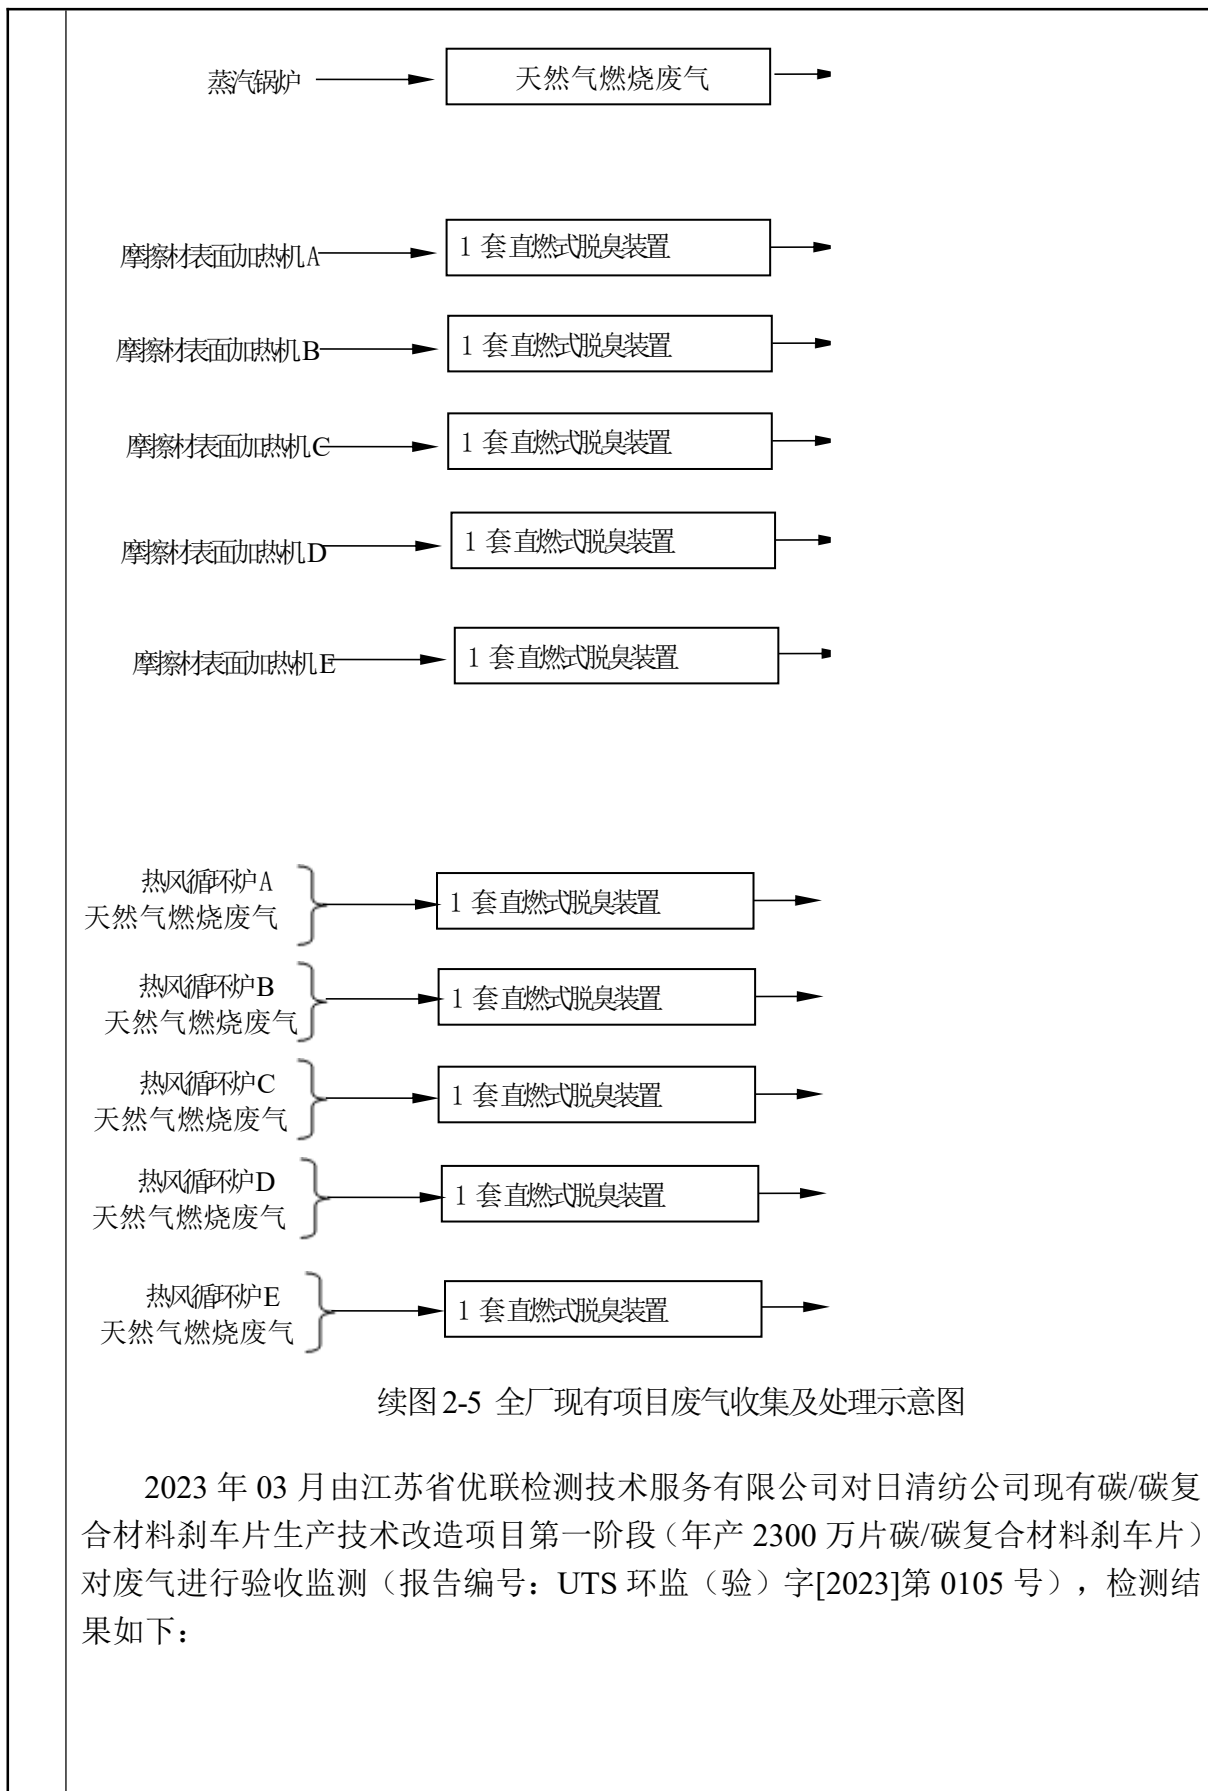 蒸汽锅炉 天然气燃烧废气
摩擦材表面加热机 A 1 套直燃式脱臭装置
摩擦材表面加热机 B 1 套直燃式脱臭装置
摩擦材表面加热机 C 1 套直燃式脱臭装置
摩擦材表面加热机 D 1 套直燃式脱臭装置
摩擦材表面加热机 E 1 套直燃式脱臭装置
热风循环炉 A
天然气燃烧废气
1 套直燃式脱臭装置
热风循环炉 B
天然气燃烧废气
1 套直燃式脱臭装置
热风循环炉 C
天然气燃烧废气
1 套直燃式脱臭装置
热风循环炉 D
天然气燃烧废气
1 套直燃式脱臭装置
热风循环炉 E
天然气燃烧废气
1 套直燃式脱臭装置
续图 2-5 全厂现有项目废气收集及处理示意图
2023 年 03 月由江苏省优联检测技术服务有限公司对日清纺公司现有碳/碳复
合材料刹车片生产技术改造项目第一阶段（年产 2300 万片碳/碳复合材料刹车片）
对废气进行验收监测（报告编号：UTS 环监（验）字[2023]第 0105 号），检测结
果如下：